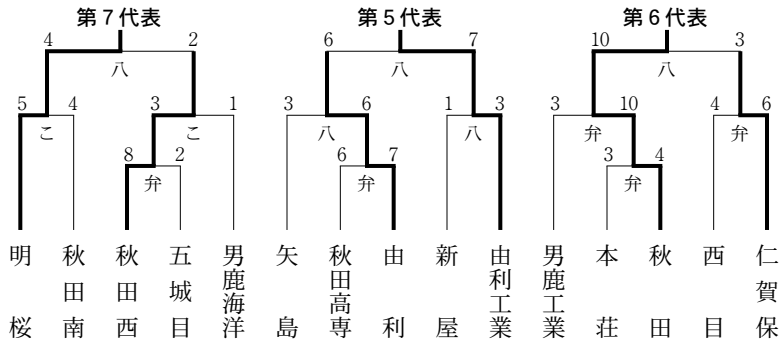 第7代表 第5代表 第6代表
4 2 6 7 10 3
八 八 八
5 4 3 1 3 6 1 3 3 10 4 6
こ こ 八 八 弁 弁
8 2 6 7 3 4
弁 弁 弁
明桜 秋田南 秋田西 五城目 男鹿海洋 矢島 秋田高専 由利 新屋 由利工業 男鹿工業 本荘 秋田 西目 仁賀保